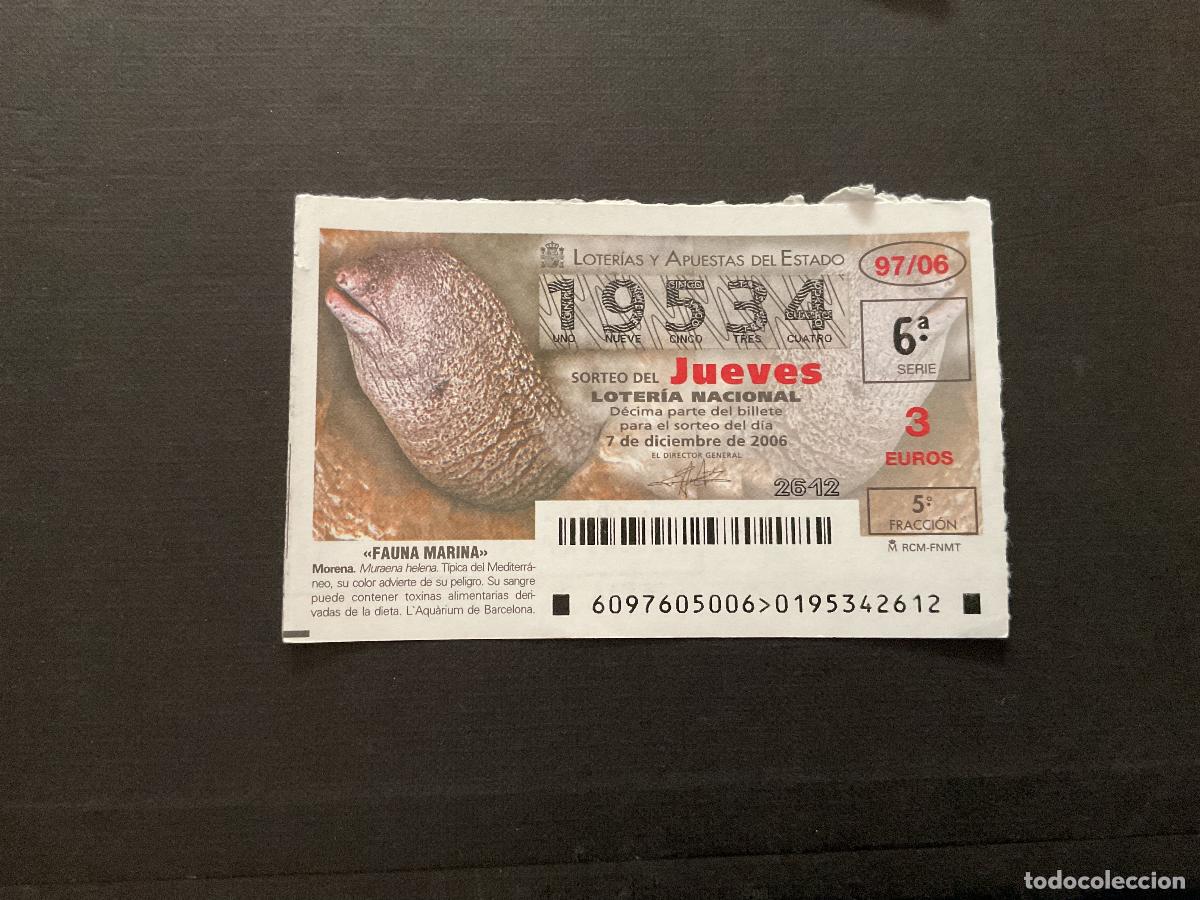 LOTERÍAS Y APUESTAS DEL ESTADO
97/06
19534
UNO NUEVE CINCO TRES CUATRO
6ª
SERIE
SORTEO DEL Jueves
LOTERÍA NACIONAL
Décima parte del billete
para el sorteo del día
7 de diciembre de 2006
EL DIRECTOR GENERAL
3
EUROS
2612
5ª
FRACCIÓN
RCM-FNMT
«FAUNA MARINA»
Morena. Muraena helena. Típica del Mediterrá-
neo, su color advierte de su peligro. Su sangre
puede contener toxinas alimentarias deri-
vadas de la dieta. L'Aquàrium de Barcelona.
6097605006>0195342612
todocoleccion